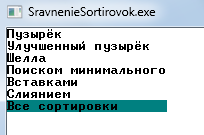 SravnenieSortirovok.exe
Пузырёк
Улучшенный пузырёк
Шелла
Поиском минимального
Вставками
Слиянием
Все сортировки